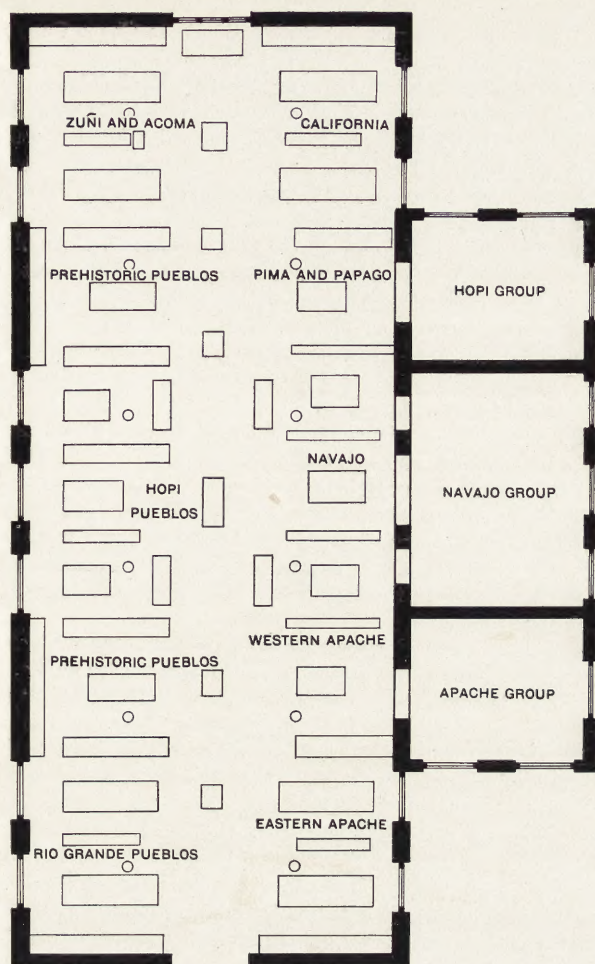 ZUÑI AND ACOMA
CALIFORNIA
PREHISTORIC PUEBLOS
PIMA AND PAPAGO
HOPI GROUP
NAVAJO
HOPI
PUEBLOS
NAVAJO GROUP
WESTERN APACHE
PREHISTORIC PUEBLOS
APACHE GROUP
EASTERN APACHE
RIO GRANDE PUEBLOS